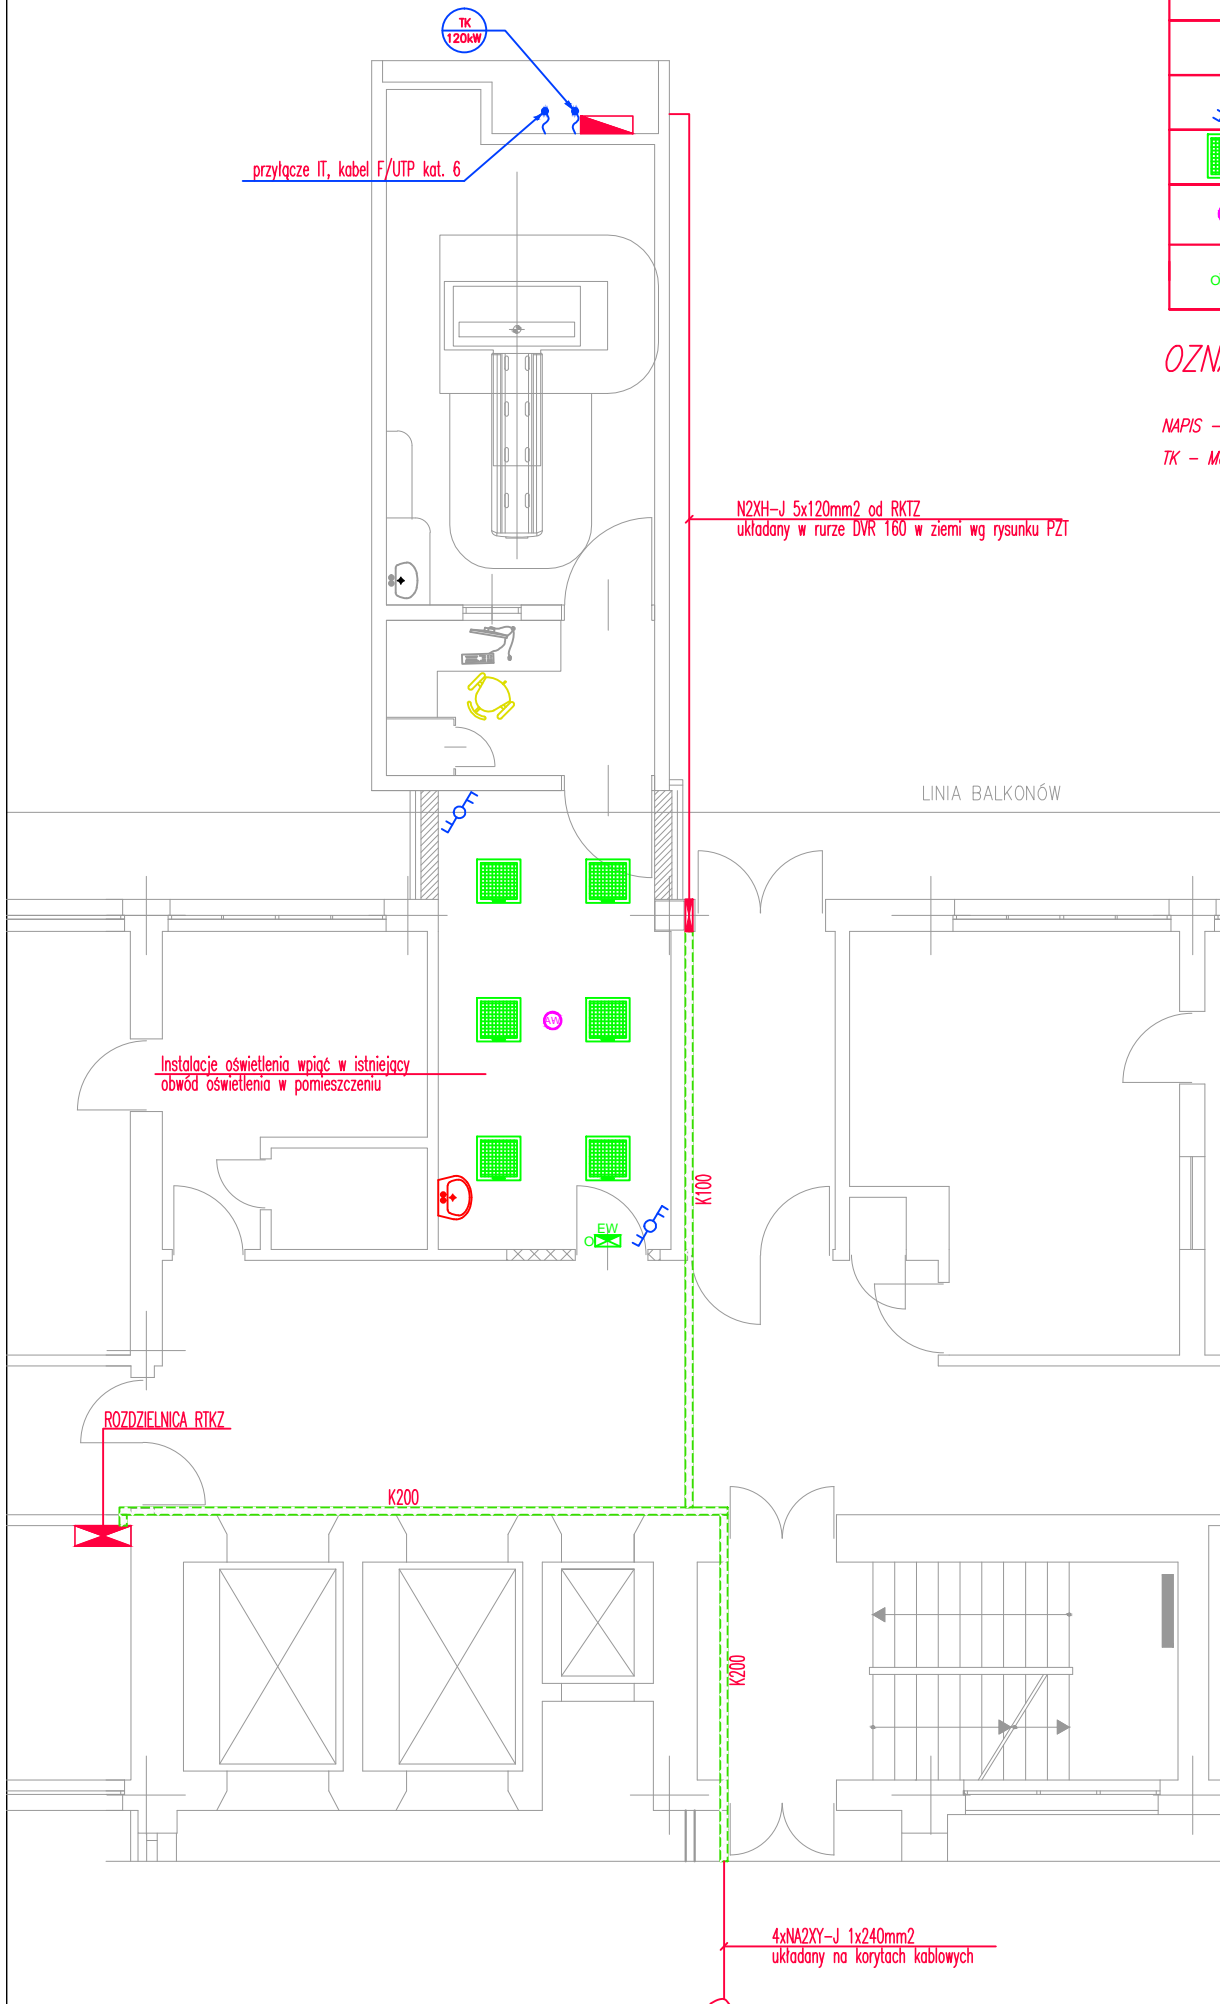 TK
120kW
przyłącze IT, kabel F/UTP kat. 6
NAPIS –
TK –
N2XH-J 5x120mm2 od RKTZ
układany w rurze DVR 160 w ziemi wg rysunku PZT
LINIA BALKONÓW
AW
Instalacje oświetlenia wpiąć w istniejący
obwód oświetlenia w pomieszczeniu
K100
EW
ROZDZIELNICA RTKZ
K200
K200
4xNA2XY-J 1x240mm2
układany na korytach kablowych